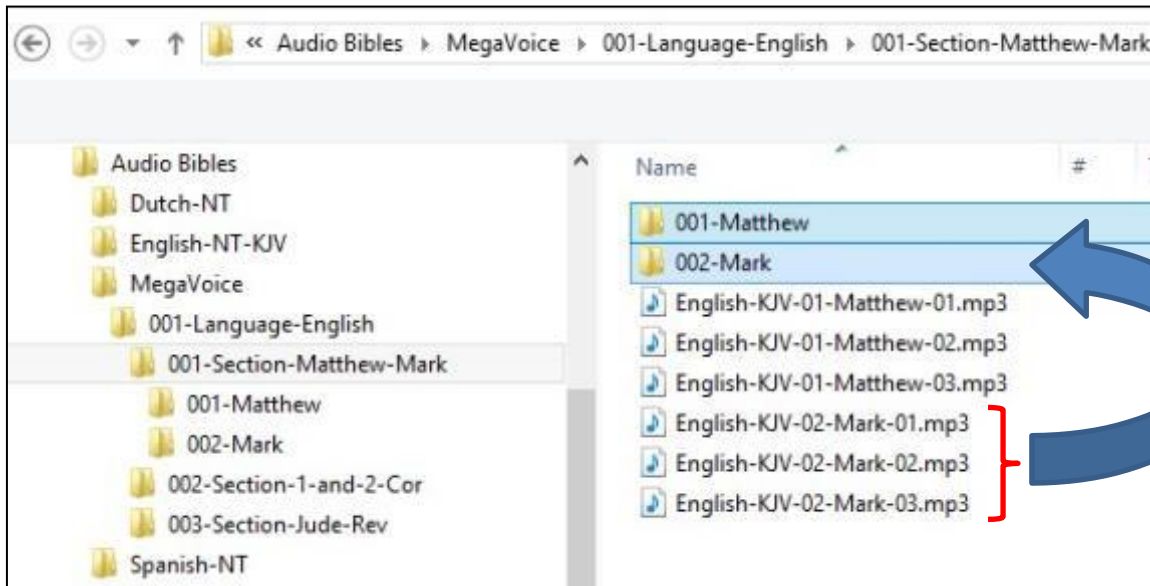 « Audio Bibles ▸ MegaVoice ▸ 001-Language-English ▸ 001-Section-Matthew-Mark
Audio Bibles
Dutch-NT
English-NT-KJV
MegaVoice
001-Language-English
001-Section-Matthew-Mark
001-Matthew
002-Mark
002-Section-1-and-2-Cor
003-Section-Jude-Rev
Spanish-NT
Name #
001-Matthew
002-Mark
English-KJV-01-Matthew-01.mp3
English-KJV-01-Matthew-02.mp3
English-KJV-01-Matthew-03.mp3
English-KJV-02-Mark-01.mp3
English-KJV-02-Mark-02.mp3
English-KJV-02-Mark-03.mp3